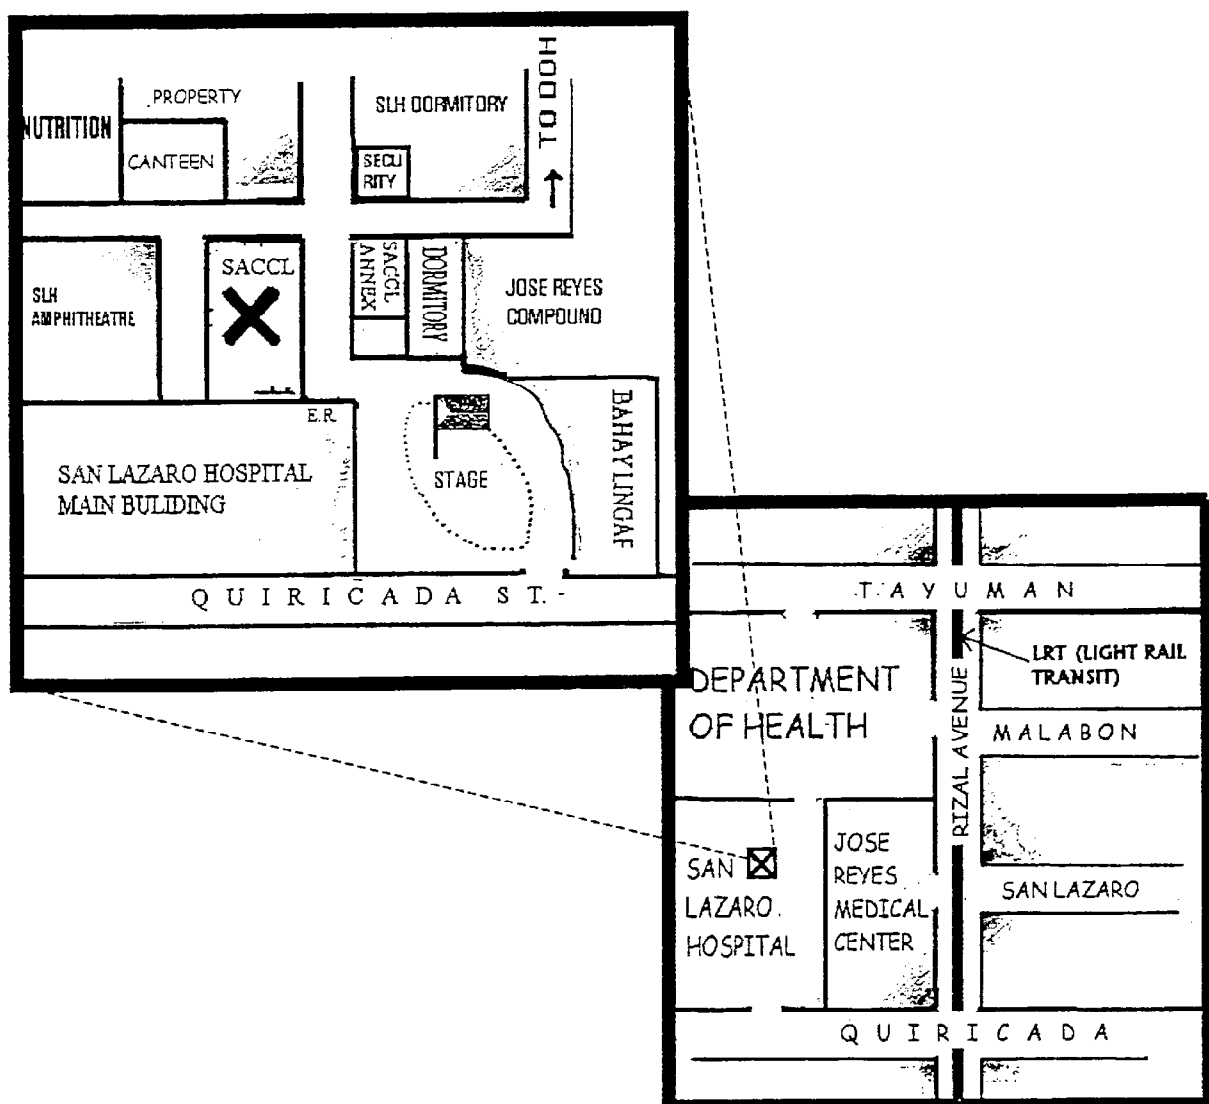 TO DOH
PROPERTY
SLH DORMITORY
NUTRITION
CANTEEN
SECU
RITY
SACCL
SACCL
ANNEX
DORMITORY
SLH
AMPHITHEATRE
JOSE REYES
COMPOUND
E.R.
BAHAYLINGAF
SAN LAZARO HOSPITAL
MAIN BULIDING
STAGE
QUIRICADA ST.
TAYUMAN
LRT (LIGHT RAIL
TRANSIT)
DEPARTMENT
OF HEALTH
RIZAL AVENUE
MALABON
SAN
LAZARO
HOSPITAL
JOSE
REYES
MEDICAL
CENTER
SAN LAZARO
QUIRICADA